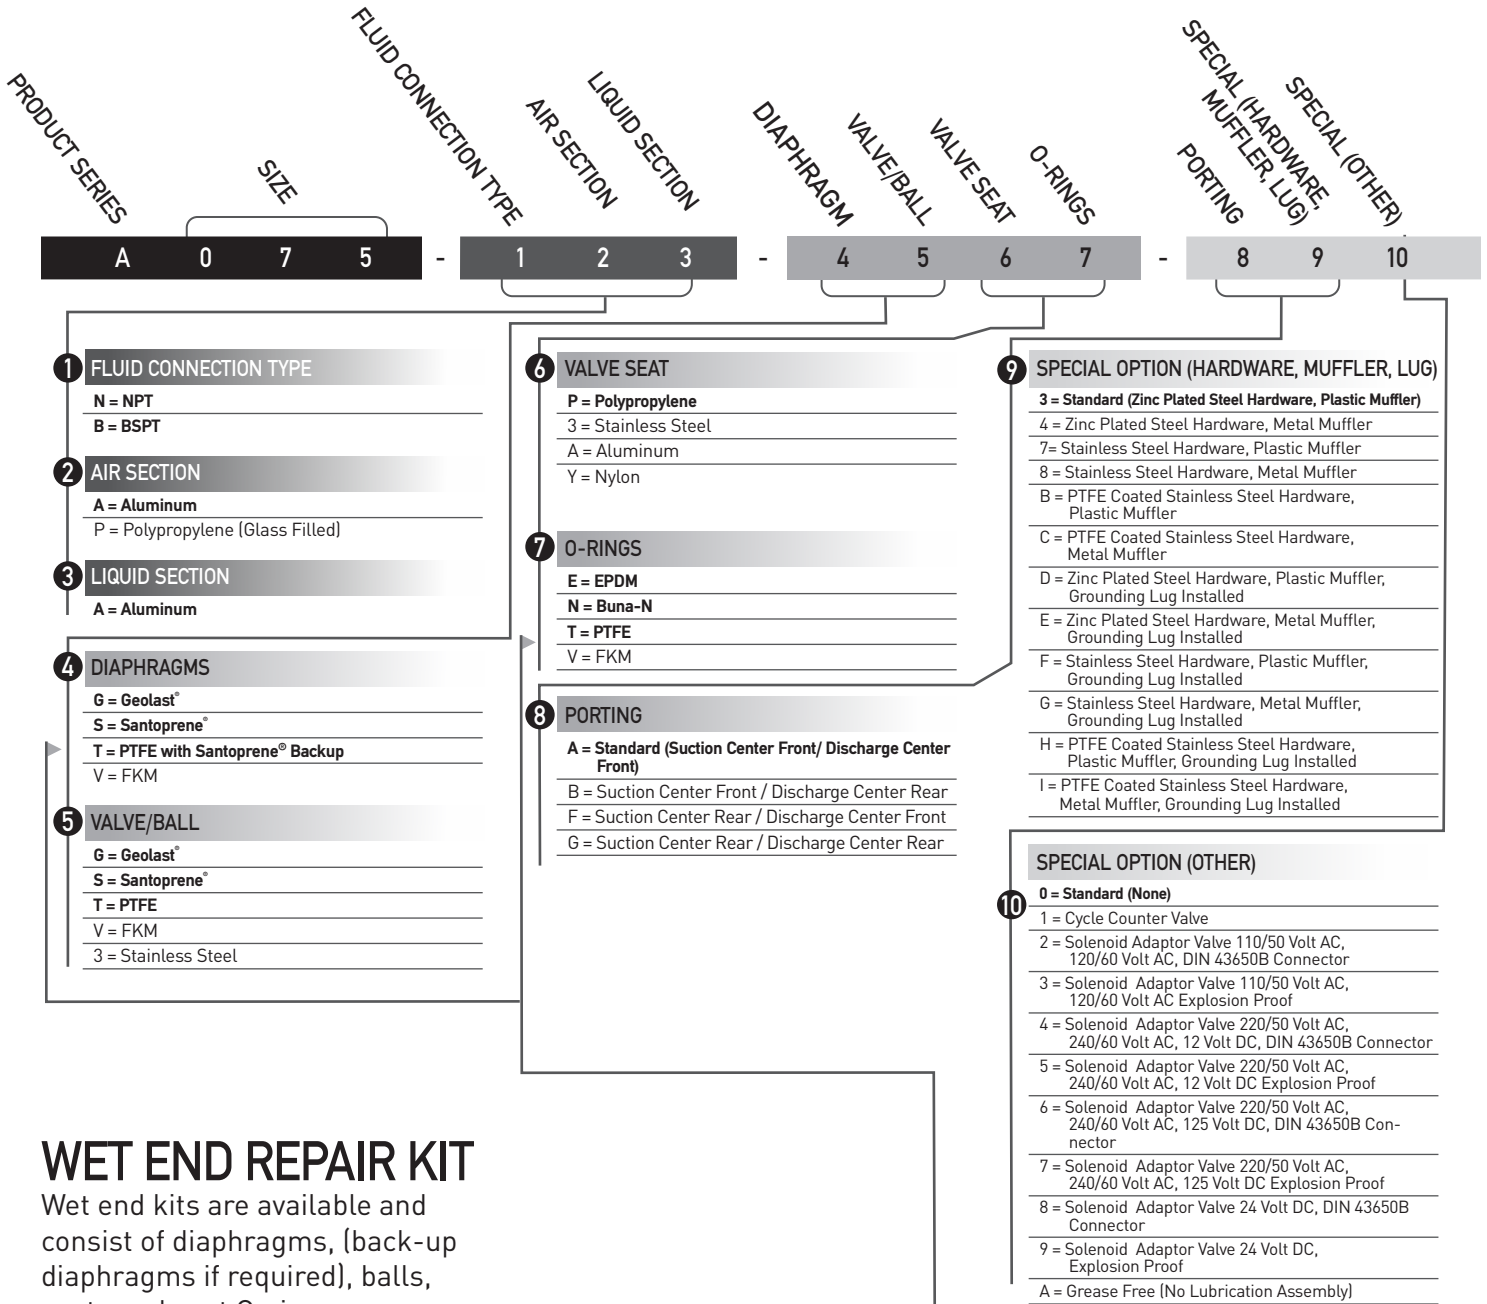 PRODUCT SERIES
SIZE
FLUID CONNECTION TYPE
AIR SECTION
LIQUID SECTION
DIAPHRAGM
VALVE/BALL
VALVE SEAT
O-RINGS
PORTING
SPECIAL (HARDWARE,
MUFFLER, LUG)
SPECIAL (OTHER)
A 0 7 5 - 1 2 3 - 4 5 6 7 - 8 9 10
1 FLUID CONNECTION TYPE
N = NPT
B = BSPT
2 AIR SECTION
A = Aluminum
P = Polypropylene (Glass Filled)
3 LIQUID SECTION
A = Aluminum
4 DIAPHRAGMS
G = Geolast®
S = Santoprene®
T = PTFE with Santoprene® Backup
V = FKM
5 VALVE/BALL
G = Geolast®
S = Santoprene®
T = PTFE
V = FKM
3 = Stainless Steel
6 VALVE SEAT
P = Polypropylene
3 = Stainless Steel
A = Aluminum
Y = Nylon
7 O-RINGS
E = EPDM
N = Buna-N
T = PTFE
V = FKM
8 PORTING
A = Standard (Suction Center Front/ Discharge Center
Front)
B = Suction Center Front / Discharge Center Rear
F = Suction Center Rear / Discharge Center Front
G = Suction Center Rear / Discharge Center Rear
9 SPECIAL OPTION (HARDWARE, MUFFLER, LUG)
3 = Standard (Zinc Plated Steel Hardware, Plastic Muffler)
4 = Zinc Plated Steel Hardware, Metal Muffler
7= Stainless Steel Hardware, Plastic Muffler
8 = Stainless Steel Hardware, Metal Muffler
B = PTFE Coated Stainless Steel Hardware,
Plastic Muffler
C = PTFE Coated Stainless Steel Hardware,
Metal Muffler
D = Zinc Plated Steel Hardware, Plastic Muffler,
Grounding Lug Installed
E = Zinc Plated Steel Hardware, Metal Muffler,
Grounding Lug Installed
F = Stainless Steel Hardware, Plastic Muffler,
Grounding Lug Installed
G = Stainless Steel Hardware, Metal Muffler,
Grounding Lug Installed
H = PTFE Coated Stainless Steel Hardware,
Plastic Muffler, Grounding Lug Installed
I = PTFE Coated Stainless Steel Hardware,
Metal Muffler, Grounding Lug Installed
SPECIAL OPTION (OTHER)
10
0 = Standard (None)
1 = Cycle Counter Valve
2 = Solenoid Adaptor Valve 110/50 Volt AC,
120/60 Volt AC, DIN 43650B Connector
3 = Solenoid Adaptor Valve 110/50 Volt AC,
120/60 Volt AC Explosion Proof
4 = Solenoid Adaptor Valve 220/50 Volt AC,
240/60 Volt AC, 12 Volt DC, DIN 43650B Connector
5 = Solenoid Adaptor Valve 220/50 Volt AC,
240/60 Volt AC, 12 Volt DC Explosion Proof
6 = Solenoid Adaptor Valve 220/50 Volt AC,
240/60 Volt AC, 125 Volt DC, DIN 43650B Con-
nector
7 = Solenoid Adaptor Valve 220/50 Volt AC,
240/60 Volt AC, 125 Volt DC Explosion Proof
8 = Solenoid Adaptor Valve 24 Volt DC, DIN 43650B
Connector
9 = Solenoid Adaptor Valve 24 Volt DC,
Explosion Proof
A = Grease Free (No Lubrication Assembly)
WET END REPAIR KIT
Wet end kits are available and
consist of diaphragms, (back-up
diaphragms if required), balls,